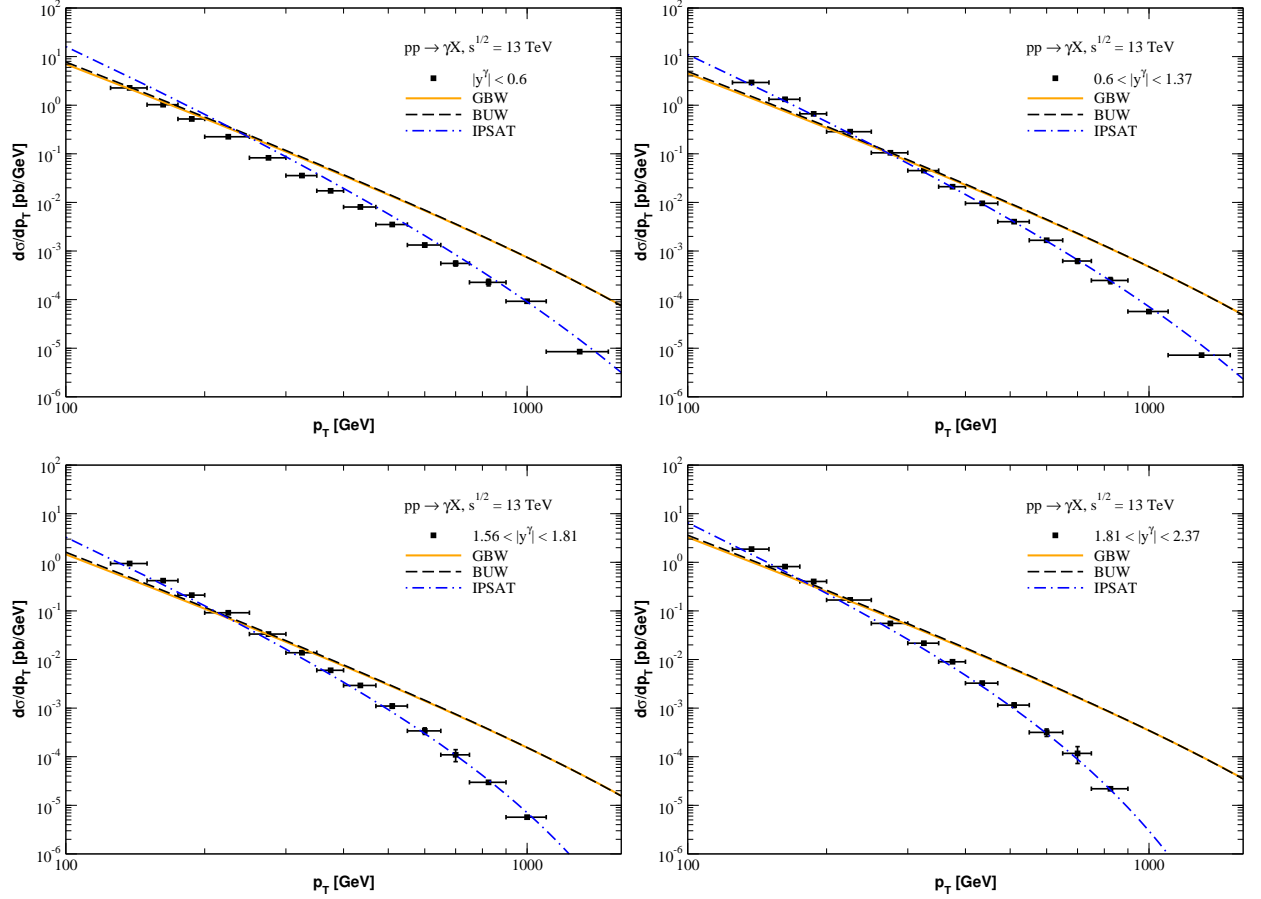 pp → γX, s^1/2 = 13 TeV
|y^γ| < 0.6
GBW
BUW
IPSAT
dσ/dp_T [pb/GeV]
10^2
10^1
10^0
10^-1
10^-2
10^-3
10^-4
10^-5
10^-6
100
1000
p_T [GeV]
pp → γX, s^1/2 = 13 TeV
0.6 < |y^γ| < 1.37
GBW
BUW
IPSAT
dσ/dp_T [pb/GeV]
10^2
10^1
10^0
10^-1
10^-2
10^-3
10^-4
10^-5
10^-6
100
1000
p_T [GeV]
pp → γX, s^1/2 = 13 TeV
1.56 < |y^γ| < 1.81
GBW
BUW
IPSAT
dσ/dp_T [pb/GeV]
10^2
10^1
10^0
10^-1
10^-2
10^-3
10^-4
10^-5
10^-6
100
1000
p_T [GeV]
pp → γX, s^1/2 = 13 TeV
1.81 < |y^γ| < 2.37
GBW
BUW
IPSAT
dσ/dp_T [pb/GeV]
10^2
10^1
10^0
10^-1
10^-2
10^-3
10^-4
10^-5
10^-6
100
1000
p_T [GeV]